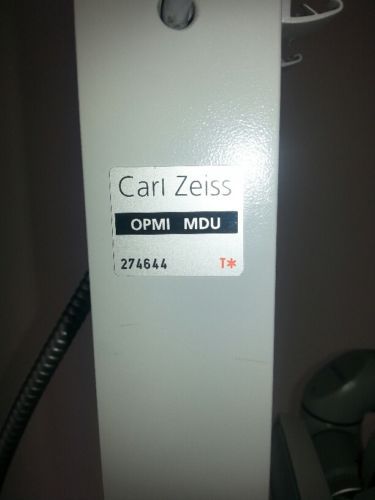 Carl Zeiss
OPMI MDU
274644 T*